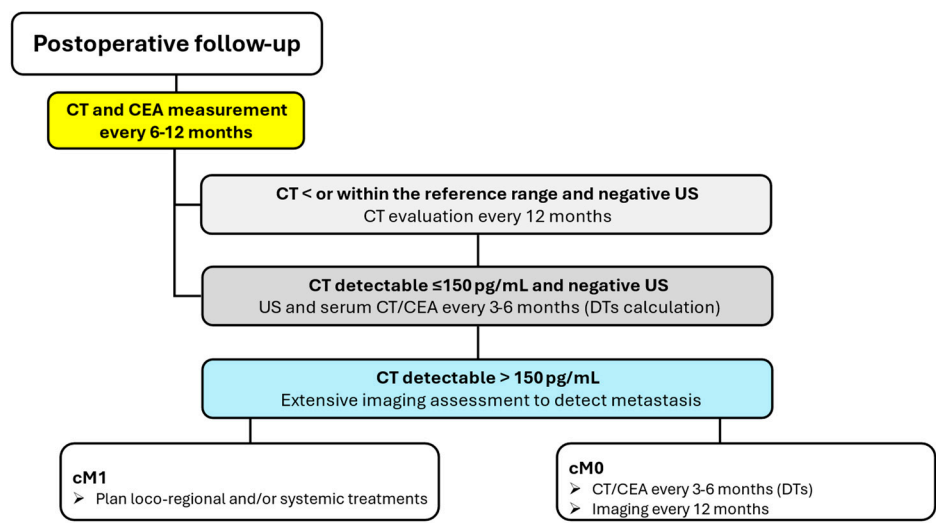 Postoperative follow-up
CT and CEA measurement
every 6-12 months
CT < or within the reference range and negative US
CT evaluation every 12 months
CT detectable ≤150 pg/mL and negative US
US and serum CT/CEA every 3-6 months (DTs calculation)
CT detectable > 150 pg/mL
Extensive imaging assessment to detect metastasis
cM1
➢ Plan loco-regional and/or systemic treatments
cM0
➢ CT/CEA every 3-6 months (DTs)
➢ Imaging every 12 months